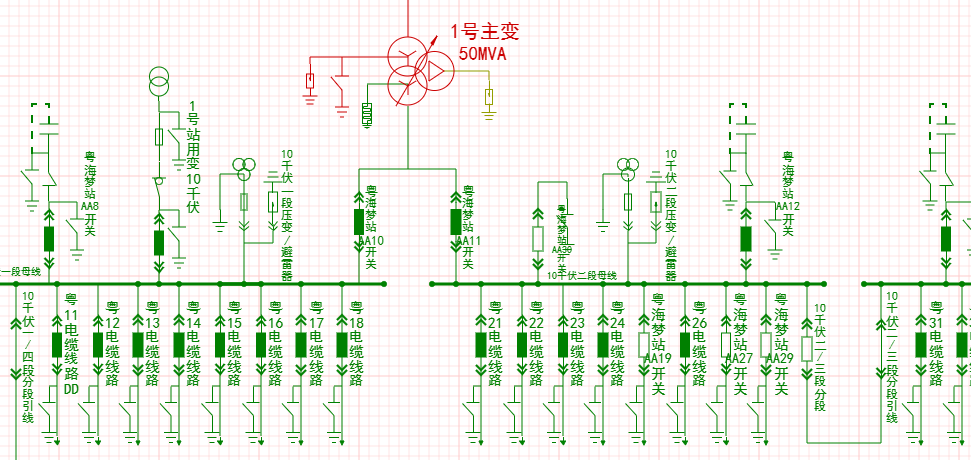 1号主变
50MVA
1号站用变10千伏
粤海梦站AA8开关
10千伏一段压变/避雷器
粤海梦站AA10开关
粤海梦站AA11开关
粤海梦站AA30开关
10千伏二段压变/避雷器
粤海梦站AA12开关
一段母线
10千伏二段母线
10千伏一/四段分段引线
粤11电缆线路DD
粤12电缆线路
粤13电缆线路
粤14电缆线路
粤15电缆线路
粤16电缆线路
粤17电缆线路
粤18电缆线路
粤21电缆线路
粤22电缆线路
粤23电缆线路
粤24电缆线路
粤海梦站AA19开关
粤26电缆线路
粤海梦站AA27开关
粤海梦站AA29开关
10千伏二/三段分段
10千伏二/三段分段引线
粤31电缆线路